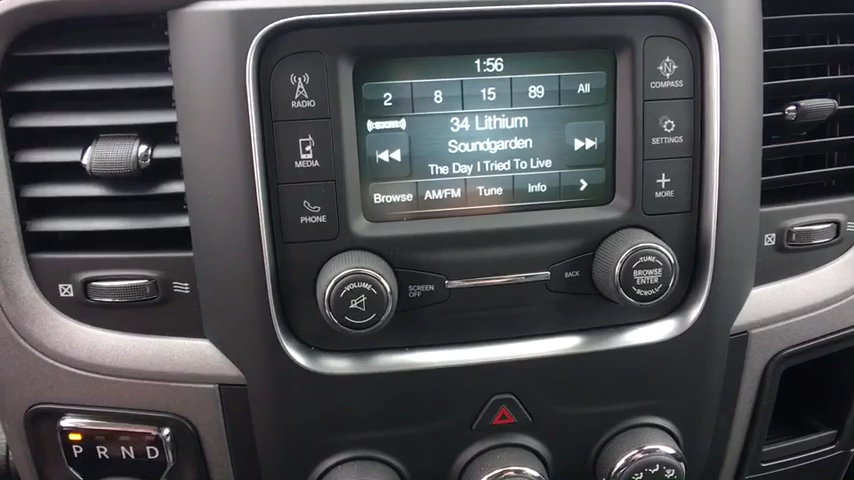 1:56
2 8 15 89 All
((SiriusXM))
34 Lithium
Soundgarden
The Day I Tried To Live
Browse AM/FM Tune Info
RADIO
MEDIA
PHONE
N
COMPASS
SETTINGS
MORE
VOLUME
SCREEN
OFF
BACK
TUNE
BROWSE
ENTER
SCROLL
P R N D